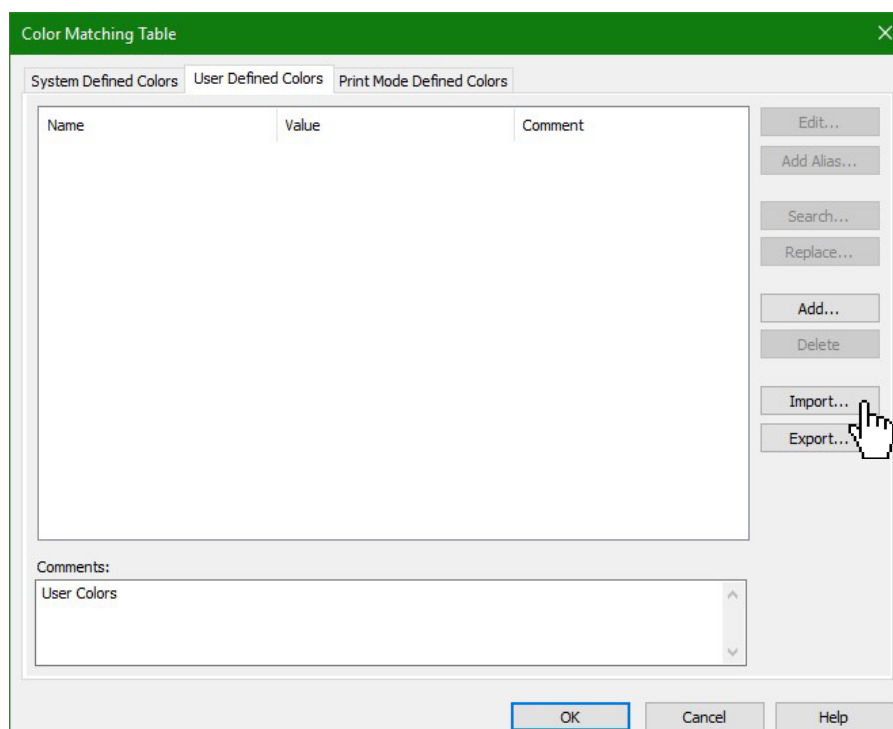 Color Matching Table
System Defined Colors User Defined Colors Print Mode Defined Colors
Name Value Comment
Edit...
Add Alias...
Search...
Replace...
Add...
Delete
Import...
Export...
Comments:
User Colors
OK Cancel Help